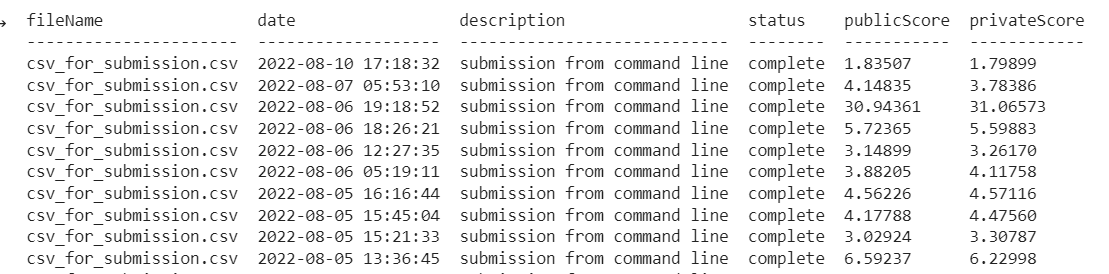 fileName date description status publicScore privateScore
---------------------- ------------------- ---------------------------- -------- ----------- ------------
csv_for_submission.csv 2022-08-10 17:18:32 submission from command line complete 1.83507 1.79899
csv_for_submission.csv 2022-08-07 05:53:10 submission from command line complete 4.14835 3.78386
csv_for_submission.csv 2022-08-06 19:18:52 submission from command line complete 30.94361 31.06573
csv_for_submission.csv 2022-08-06 18:26:21 submission from command line complete 5.72365 5.59883
csv_for_submission.csv 2022-08-06 12:27:35 submission from command line complete 3.14899 3.26170
csv_for_submission.csv 2022-08-06 05:19:11 submission from command line complete 3.88205 4.11758
csv_for_submission.csv 2022-08-05 16:16:44 submission from command line complete 4.56226 4.57116
csv_for_submission.csv 2022-08-05 15:45:04 submission from command line complete 4.17788 4.47560
csv_for_submission.csv 2022-08-05 15:21:33 submission from command line complete 3.02924 3.30787
csv_for_submission.csv 2022-08-05 13:36:45 submission from command line complete 6.59237 6.22998